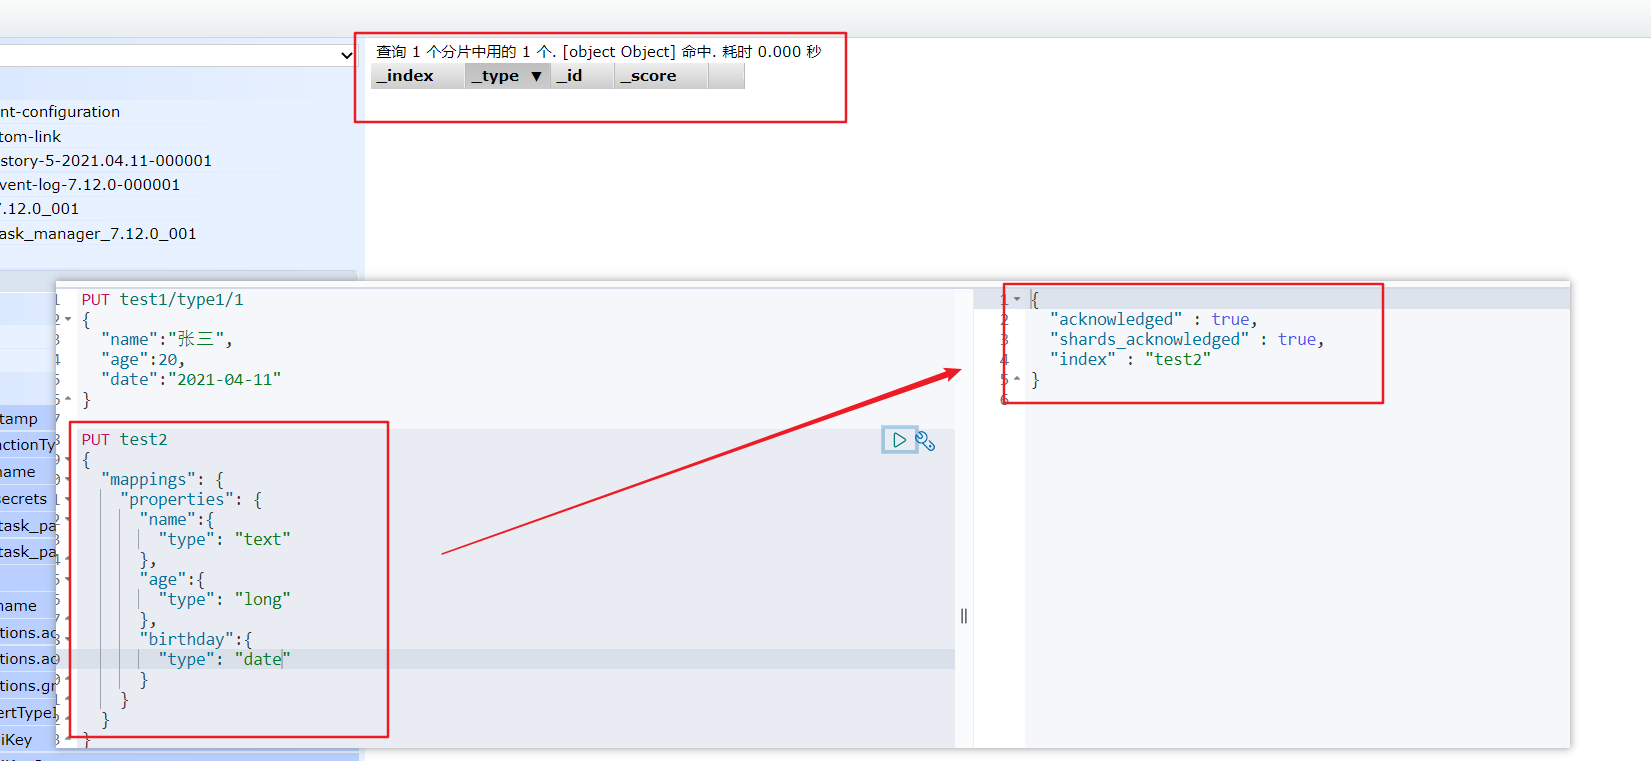 查询 1 个分片中用的 1 个. [object Object] 命中. 耗时 0.000 秒
_index _type ▼ _id _score
nt-configuration
tom-link
story-5-2021.04.11-000001
vent-log-7.12.0-000001
7.12.0_001
ask_manager_7.12.0_001
tamp
actionTy
name
secrets
task_pa
task_pa
name
tions.ac
tions.ac
tions.gr
ertTypeI
iKey
PUT test1/type1/1
{
"name":"张三",
"age":20,
"date":"2021-04-11"
}
PUT test2
{
"mappings": {
"properties": {
"name":{
"type": "text"
},
"age":{
"type": "long"
},
"birthday":{
"type": "date"
}
}
}
}
1 {
2 "acknowledged" : true,
3 "shards_acknowledged" : true,
4 "index" : "test2"
5 }
6